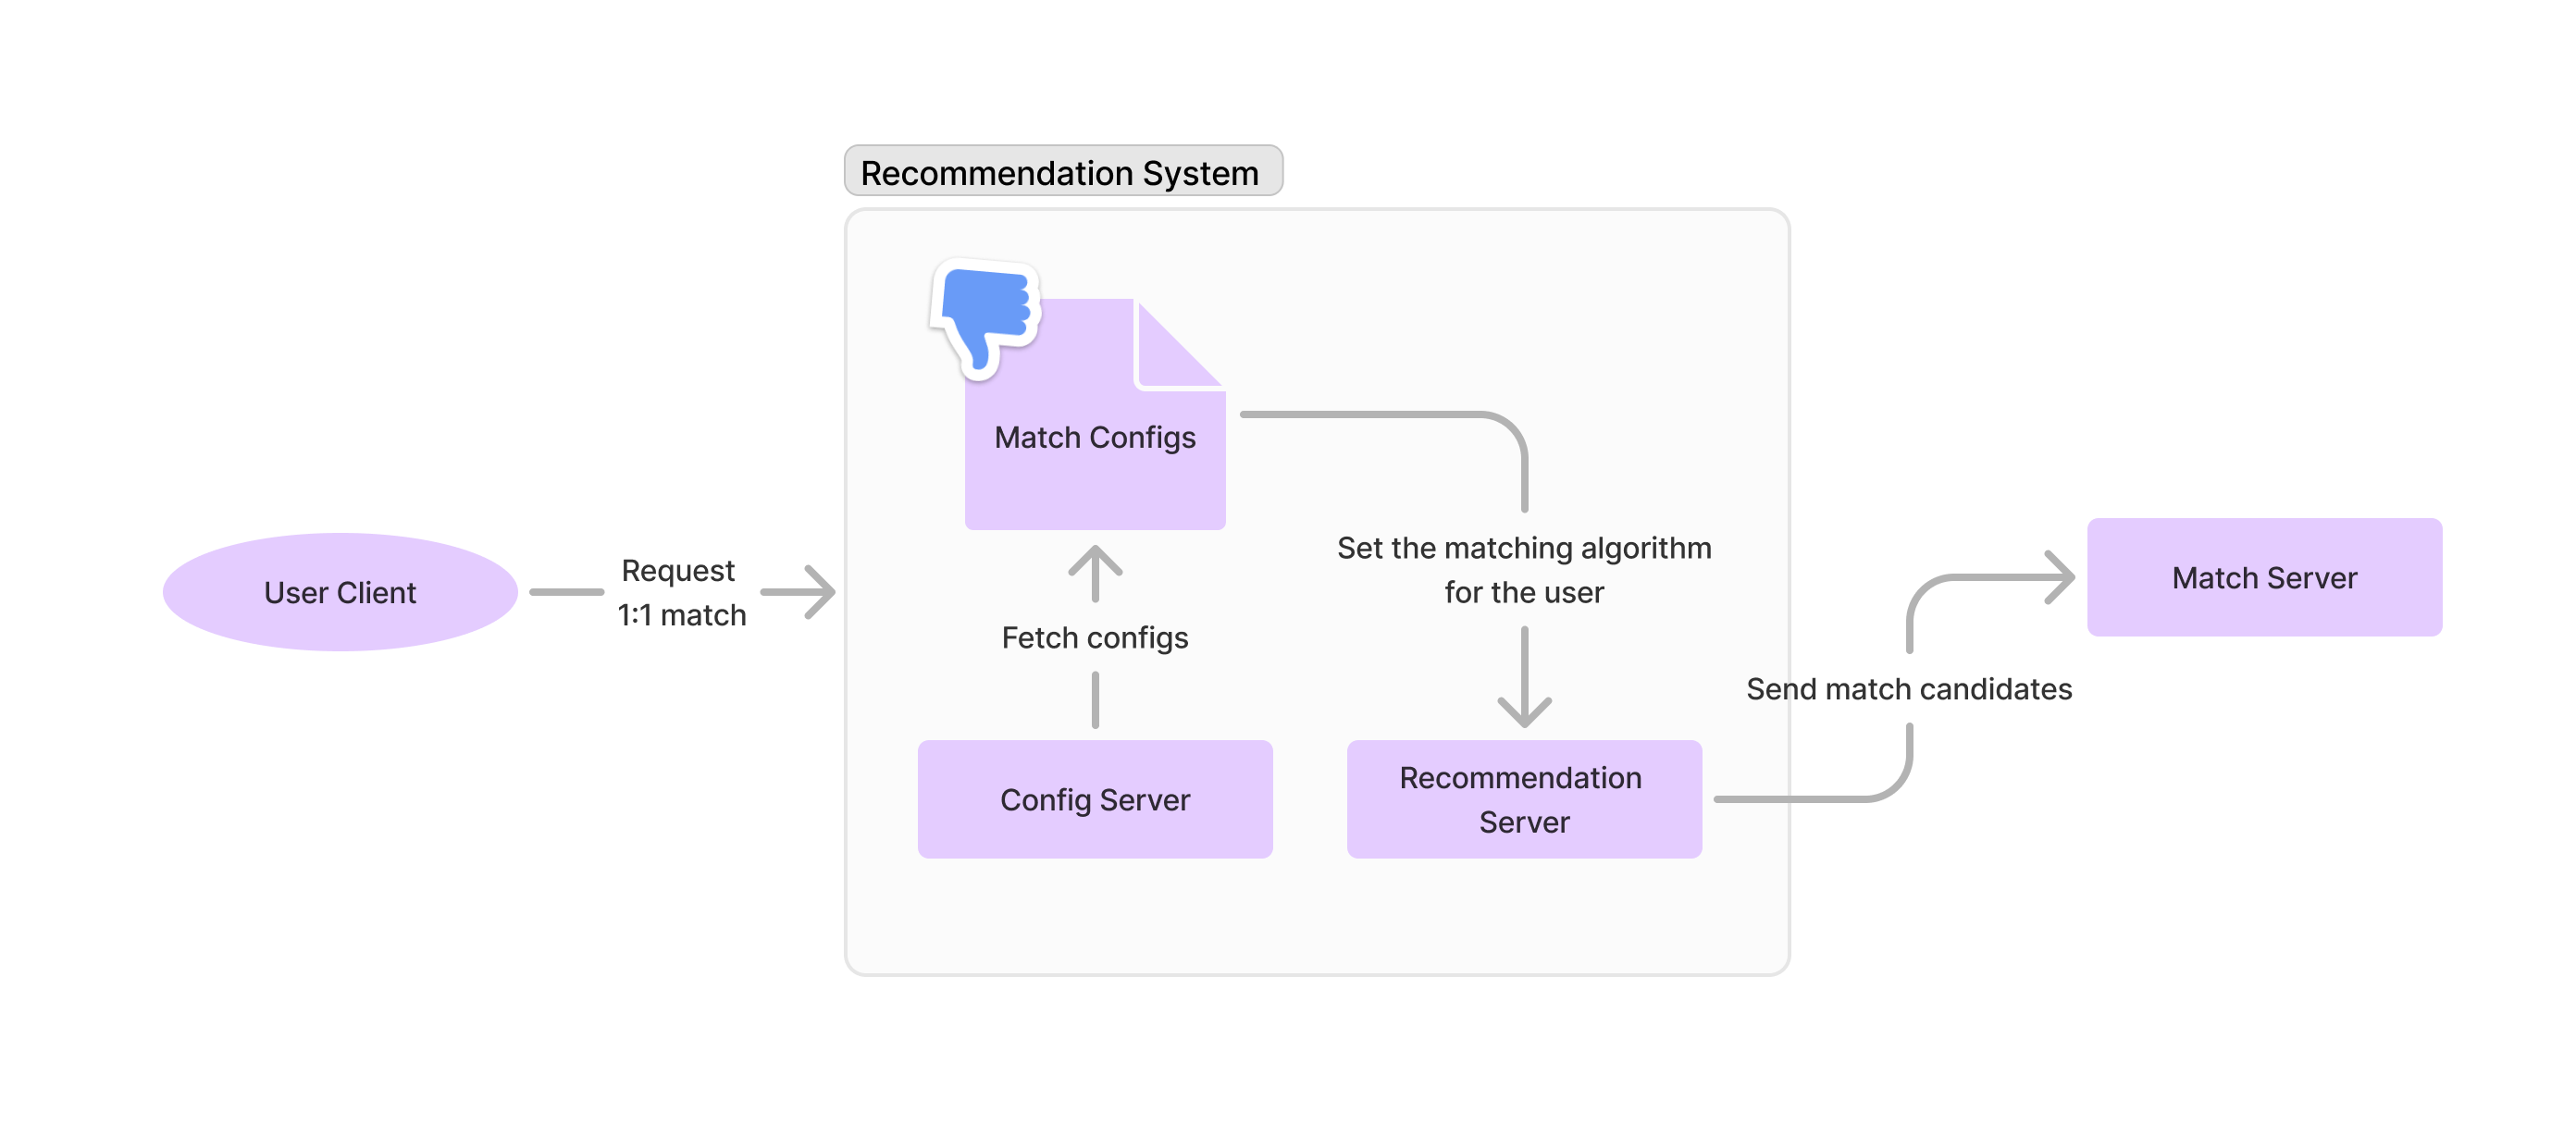 Recommendation System
Match Configs
User Client
Request
1:1 match
Fetch configs
Config Server
Set the matching algorithm
for the user
Recommendation
Server
Send match candidates
Match Server